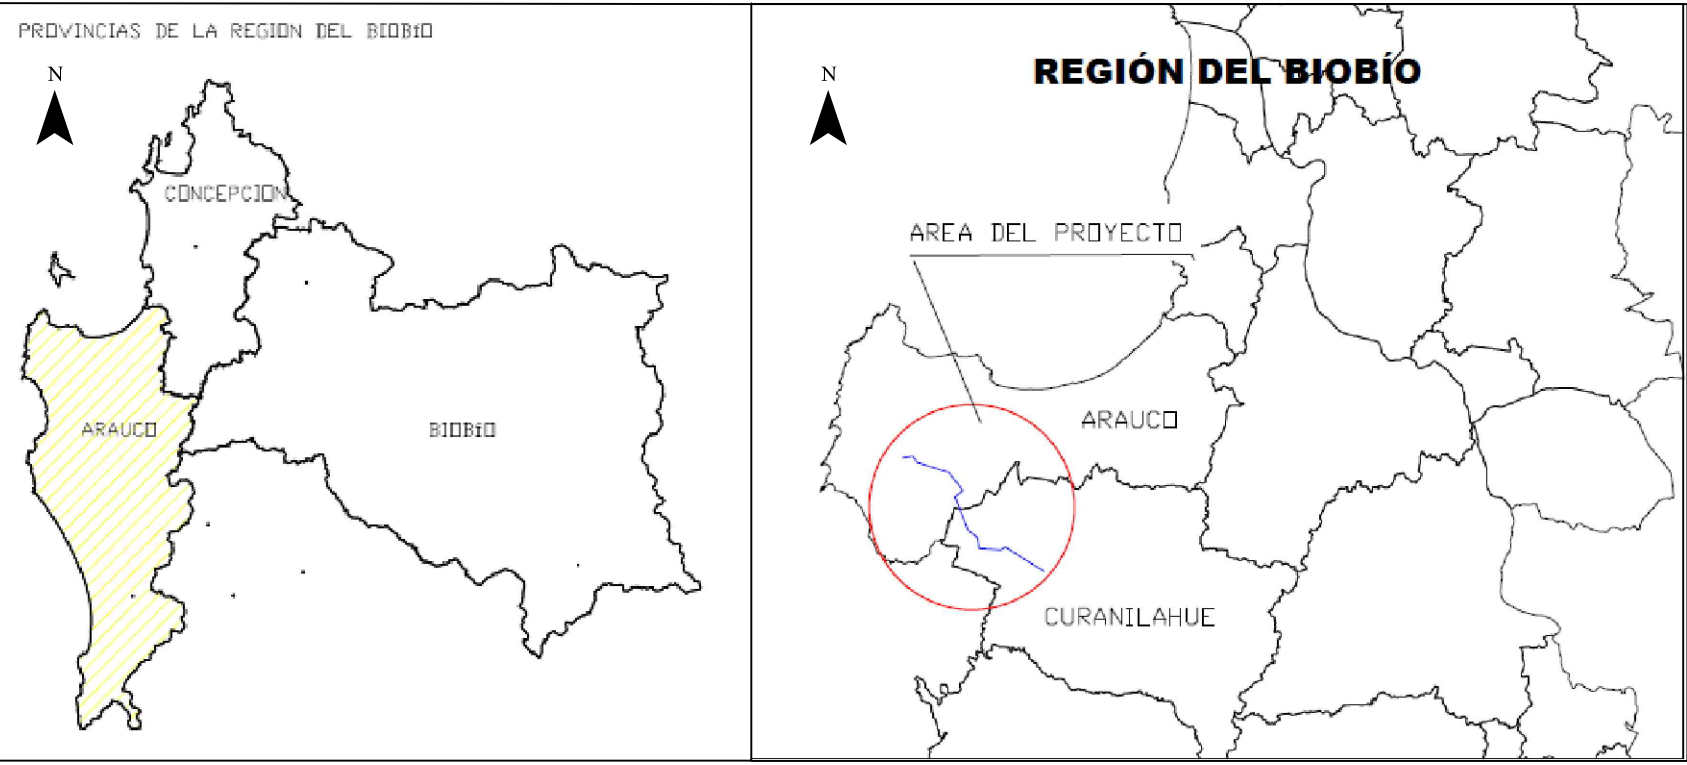 PROVINCIAS DE LA REGION DEL BIOBíO
N
CONCEPCION
ARAUCO
BIOBíO
REGIÓN DEL BIOBÍO
N
AREA DEL PROYECTO
ARAUCO
CURANILAHUE